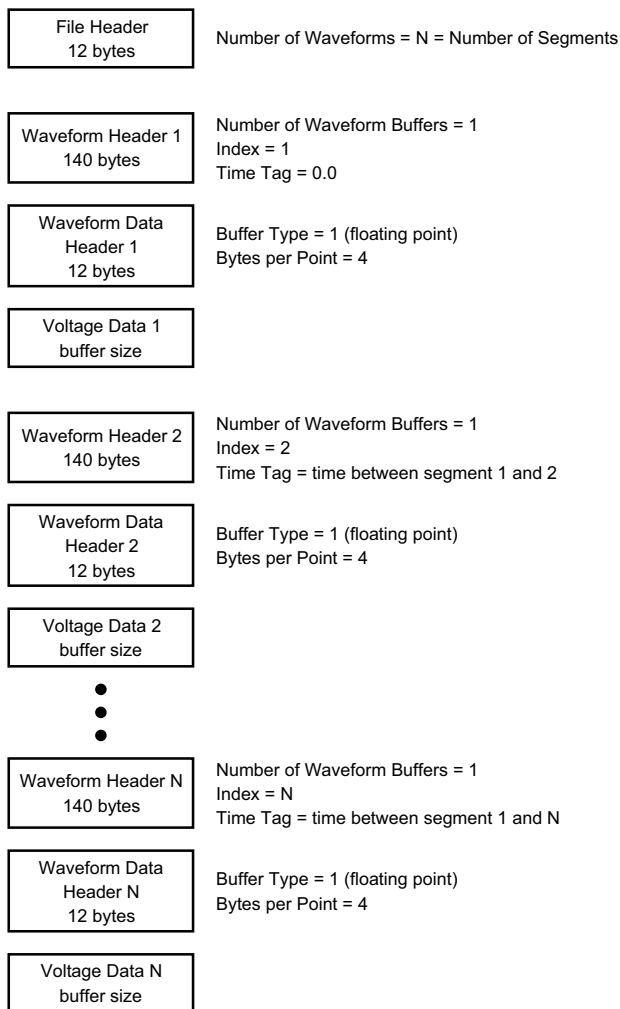 File Header
12 bytes
Number of Waveforms = N = Number of Segments
Waveform Header 1
140 bytes
Number of Waveform Buffers = 1
Index = 1
Time Tag = 0.0
Waveform Data
Header 1
12 bytes
Buffer Type = 1 (floating point)
Bytes per Point = 4
Voltage Data 1
buffer size
Waveform Header 2
140 bytes
Number of Waveform Buffers = 1
Index = 2
Time Tag = time between segment 1 and 2
Waveform Data
Header 2
12 bytes
Buffer Type = 1 (floating point)
Bytes per Point = 4
Voltage Data 2
buffer size
Waveform Header N
140 bytes
Number of Waveform Buffers = 1
Index = N
Time Tag = time between segment 1 and N
Waveform Data
Header N
12 bytes
Buffer Type = 1 (floating point)
Bytes per Point = 4
Voltage Data N
buffer size